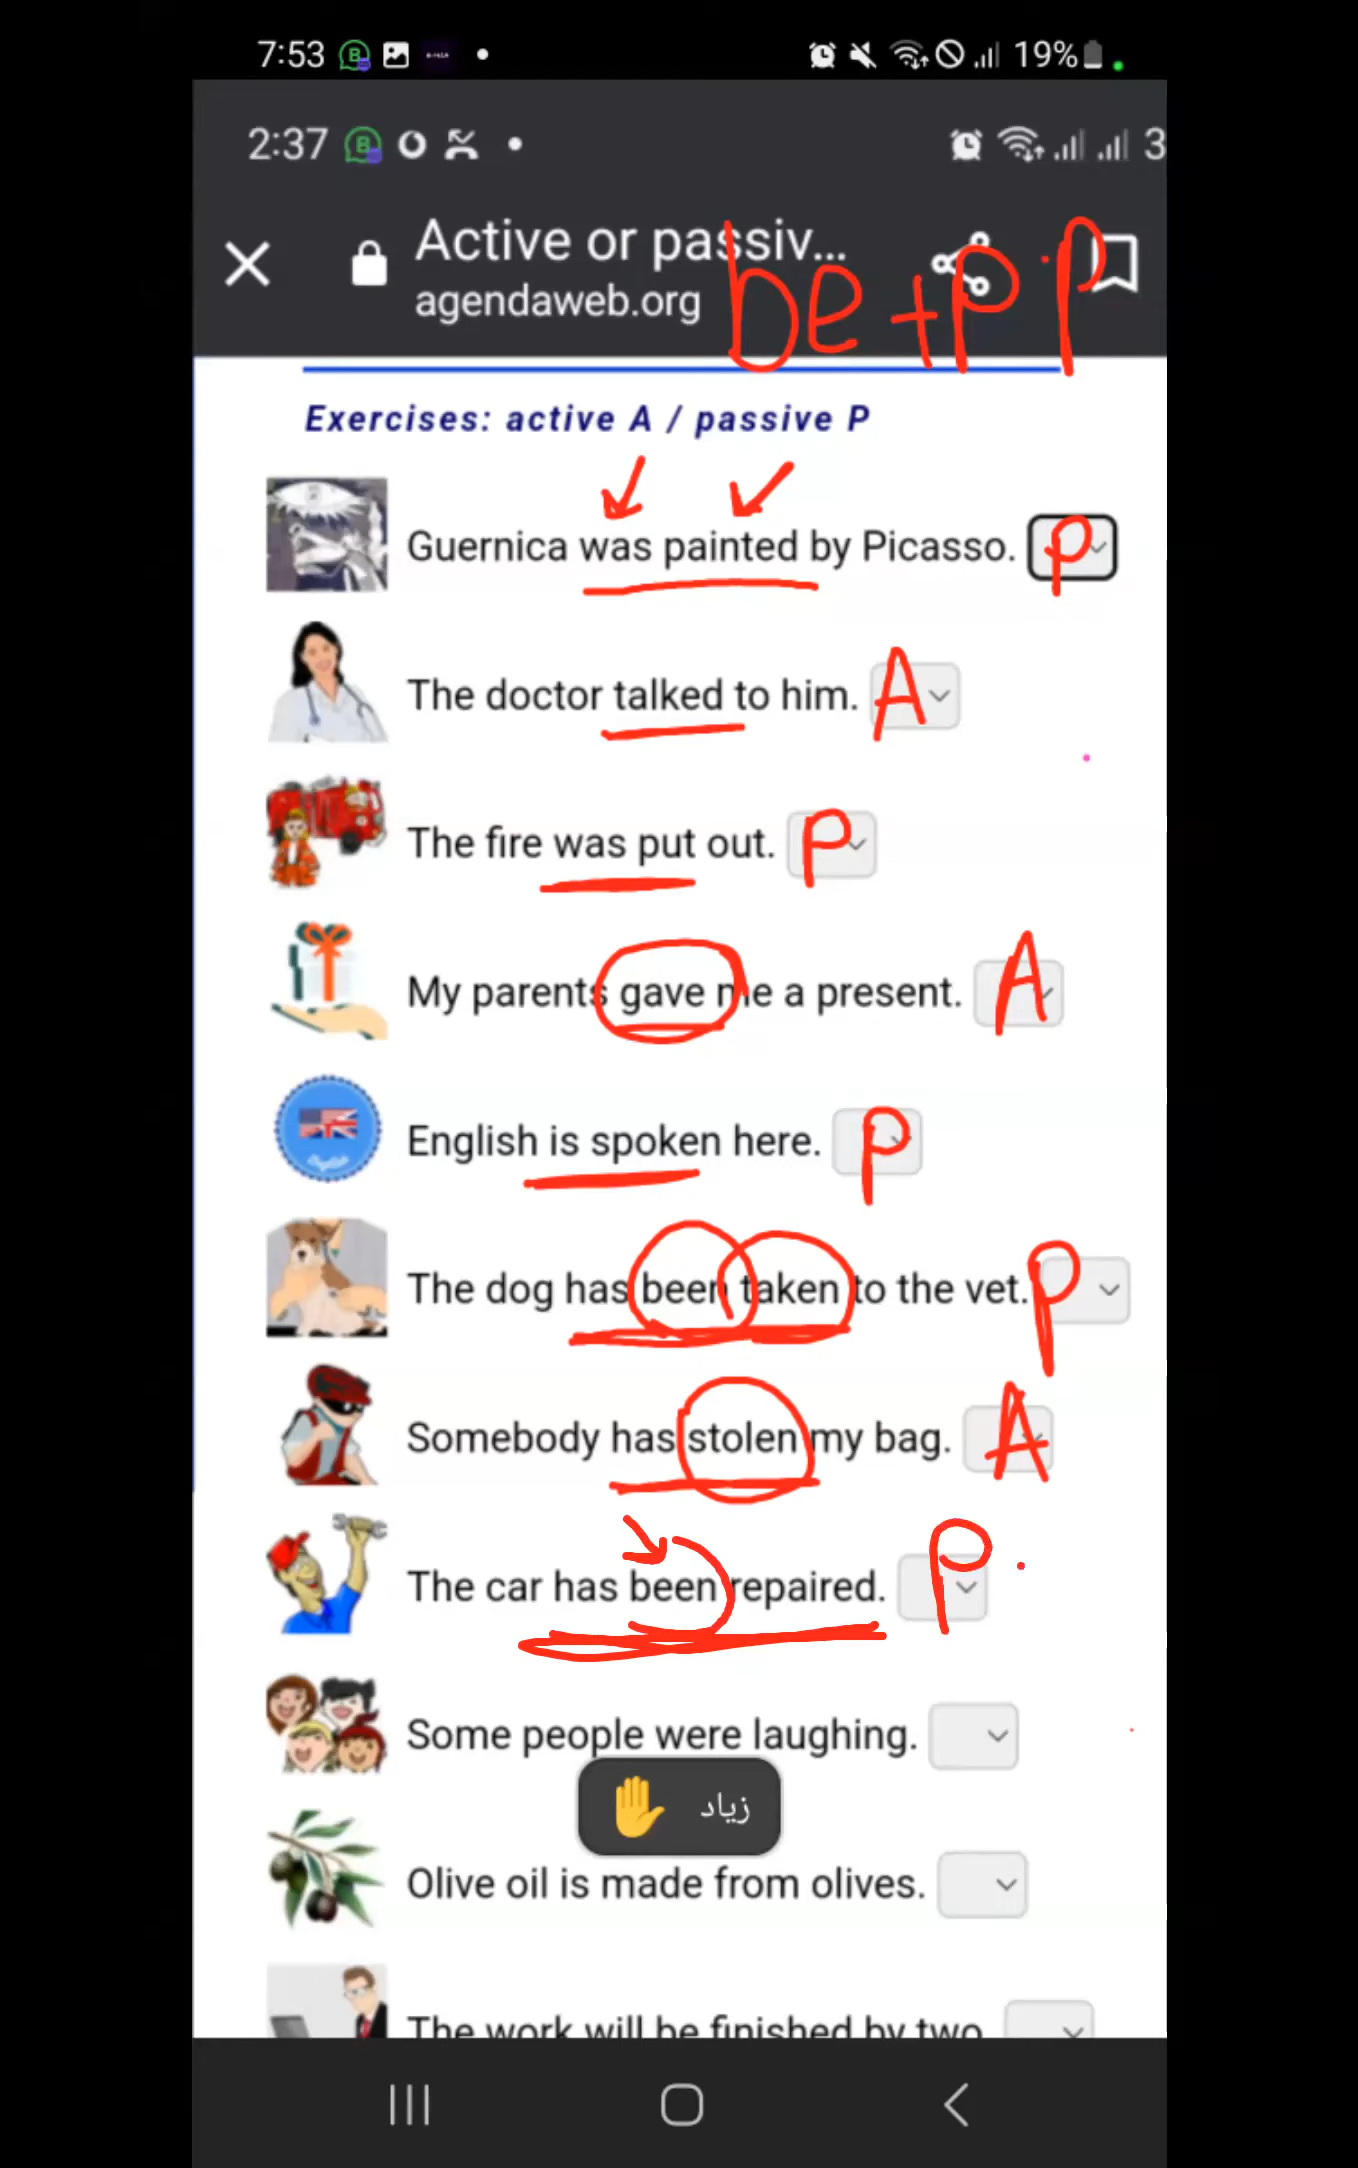 7:53 19%
2:37 3
Active or passiv...
agendaweb.org
be+p.p
Exercises: active A / passive P
Guernica was painted by Picasso. P
The doctor talked to him. A
The fire was put out. P
My parents gave me a present. A
English is spoken here. P
The dog has been taken to the vet. P
Somebody has stolen my bag. A
The car has been repaired. P
Some people were laughing.
زياد
Olive oil is made from olives.
The work will be finished by two